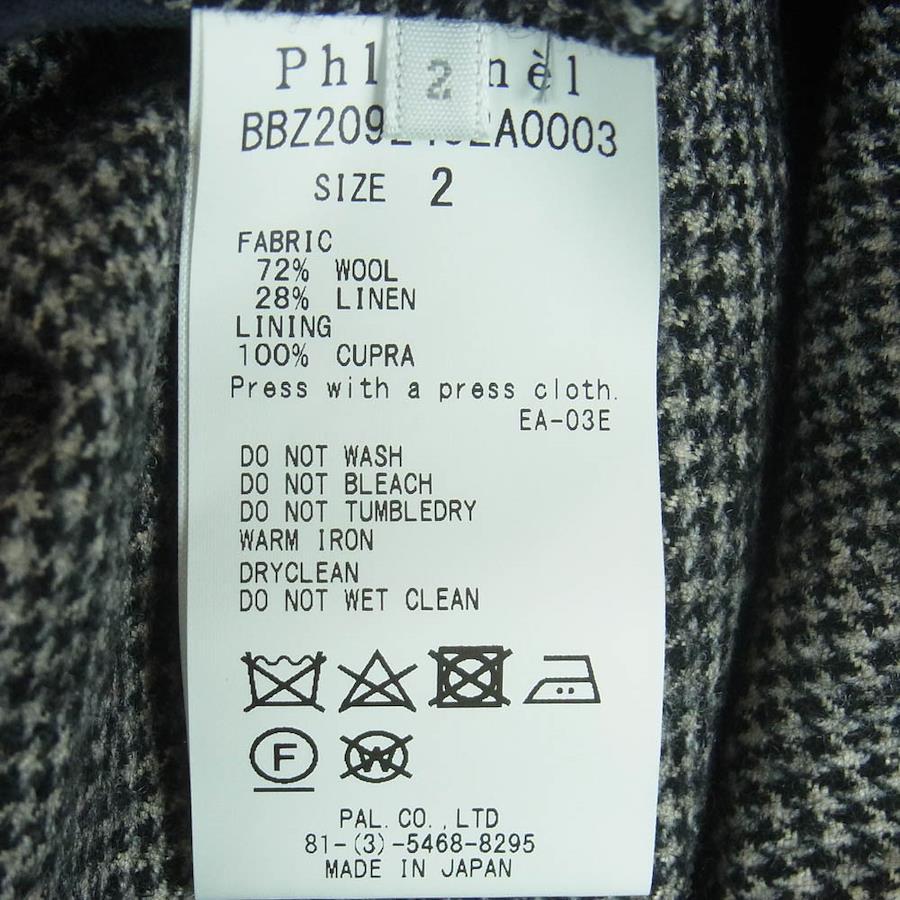 2
SIZE 2
FABRIC
72% WOOL
28% LINEN
LINING
100% CUPRA
Press with a press cloth.
EA-03E
DO NOT WASH
DO NOT BLEACH
DO NOT TUMBLEDRY
WARM IRON
DRYCLEAN
DO NOT WET CLEAN
F
W
PAL. CO., LTD
81-(3)-5468-8295
MADE IN JAPAN